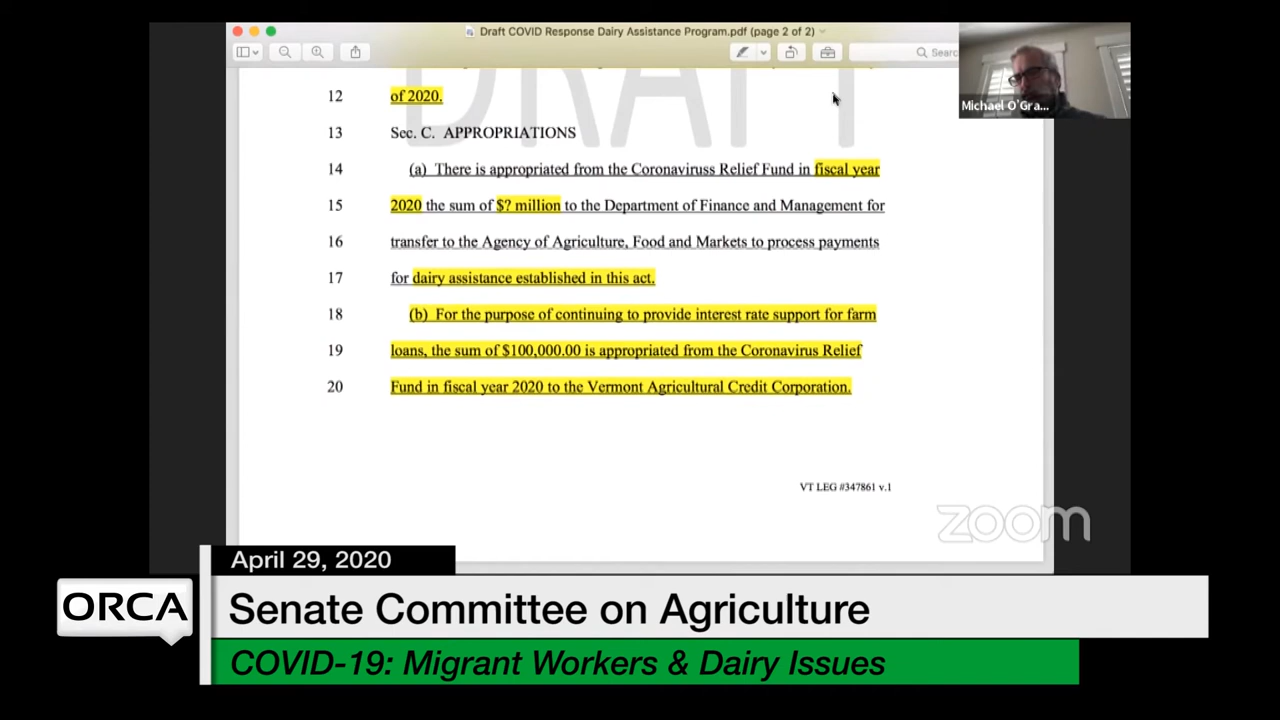 Draft COVID Response Dairy Assistance Program.pdf (page 2 of 2)
Michael O'Gra...
DRAFT
12 of 2020.
13 Sec. C. APPROPRIATIONS
14 (a) There is appropriated from the Coronaviruss Relief Fund in fiscal year
15 2020 the sum of $? million to the Department of Finance and Management for
16 transfer to the Agency of Agriculture, Food and Markets to process payments
17 for dairy assistance established in this act.
18 (b) For the purpose of continuing to provide interest rate support for farm
19 loans, the sum of $100,000.00 is appropriated from the Coronavirus Relief
20 Fund in fiscal year 2020 to the Vermont Agricultural Credit Corporation.
VT LEG #347861 v.1
zoom
April 29, 2020
ORCA
Senate Committee on Agriculture
COVID-19: Migrant Workers & Dairy Issues